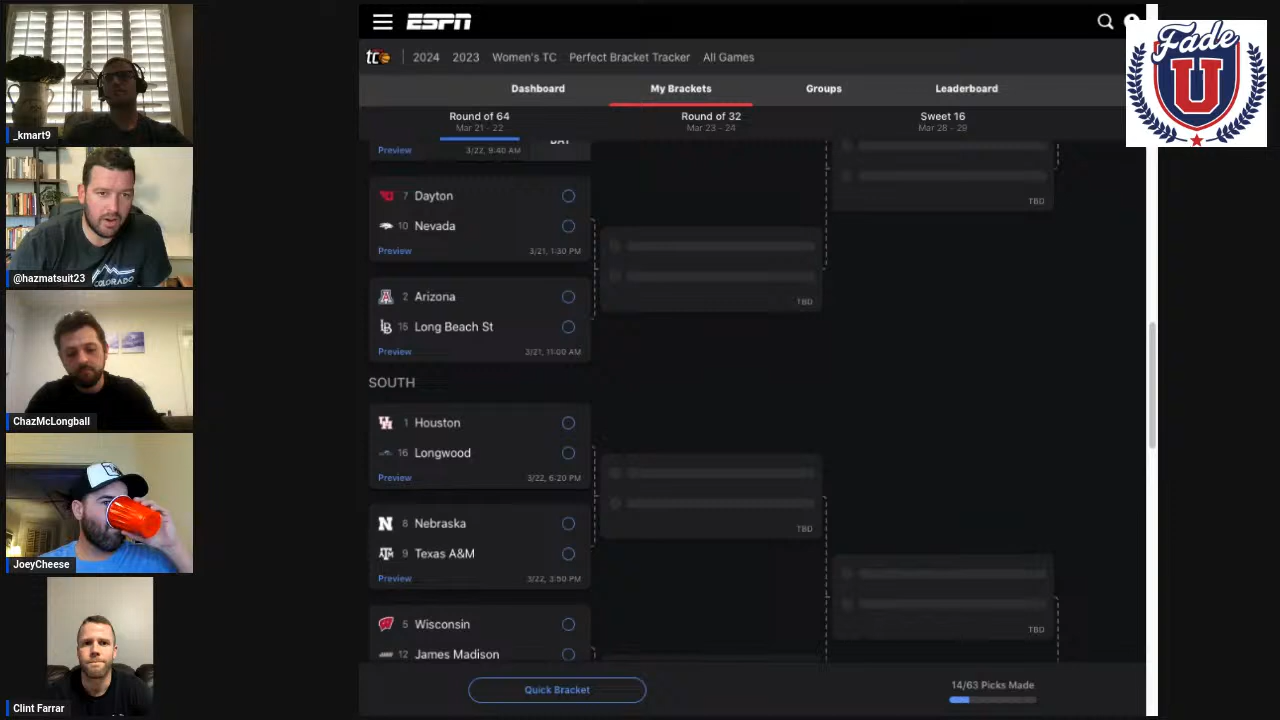 _kmart9
@hazmatsuit23
COLORADO
ChazMcLongball
JoeyCheese
Clint Farrar
ESPN
Fade
U
tc
2024 2023 Women's TC Perfect Bracket Tracker All Games
Dashboard My Brackets Groups Leaderboard
Round of 64 Round of 32 Sweet 16
Mar 21 - 22 Mar 23 - 24 Mar 28 - 29
Preview 3/22, 9:40 AM
7 Dayton
10 Nevada
Preview 3/21, 1:30 PM
TBD
2 Arizona
15 Long Beach St
Preview 3/21, 11:00 AM
TBD
SOUTH
1 Houston
16 Longwood
Preview 3/22, 6:20 PM
8 Nebraska
9 Texas A&M
Preview 3/22, 3:50 PM
TBD
5 Wisconsin
12 James Madison
TBD
Quick Bracket
14/63 Picks Made